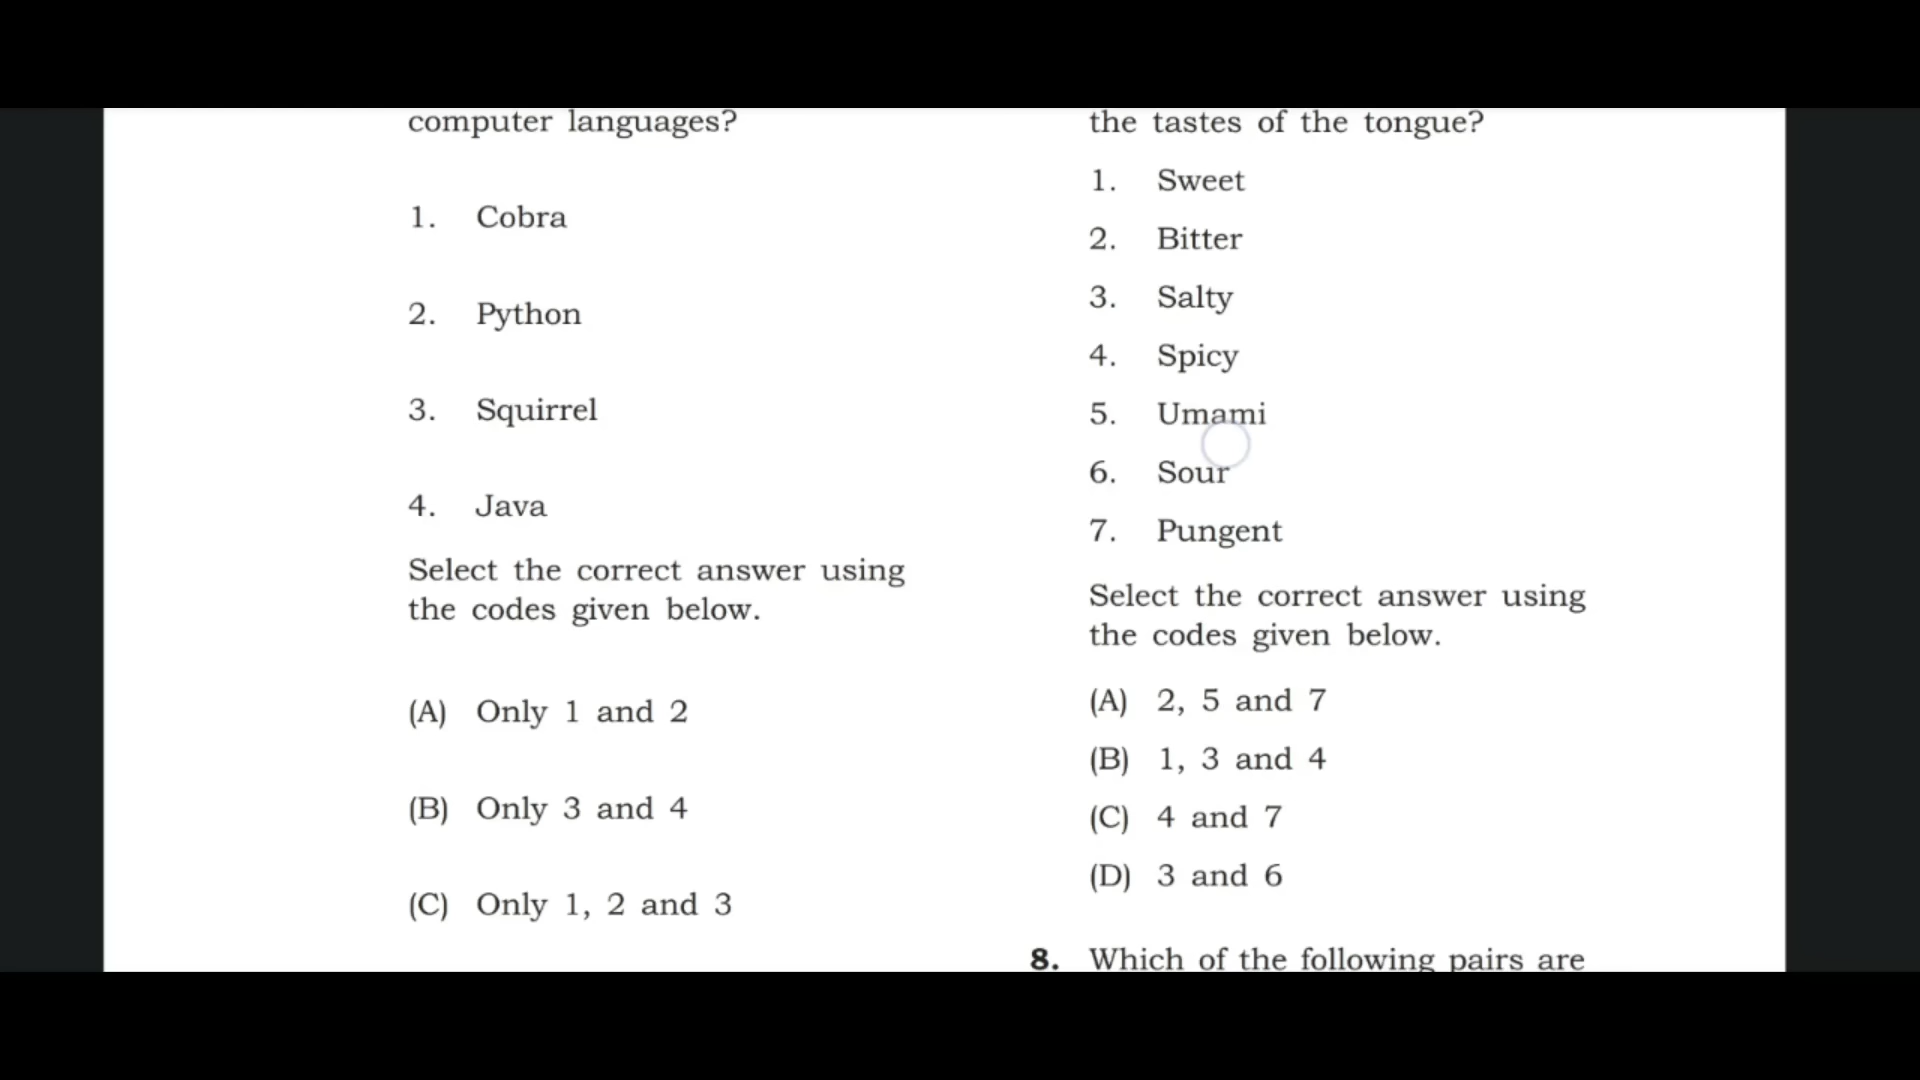 computer languages?
1. Cobra
2. Python
3. Squirrel
4. Java
Select the correct answer using
the codes given below.
(A) Only 1 and 2
(B) Only 3 and 4
(C) Only 1, 2 and 3
the tastes of the tongue?
1. Sweet
2. Bitter
3. Salty
4. Spicy
5. Umami
6. Sour
7. Pungent
Select the correct answer using
the codes given below.
(A) 2, 5 and 7
(B) 1, 3 and 4
(C) 4 and 7
(D) 3 and 6
8. Which of the following pairs are